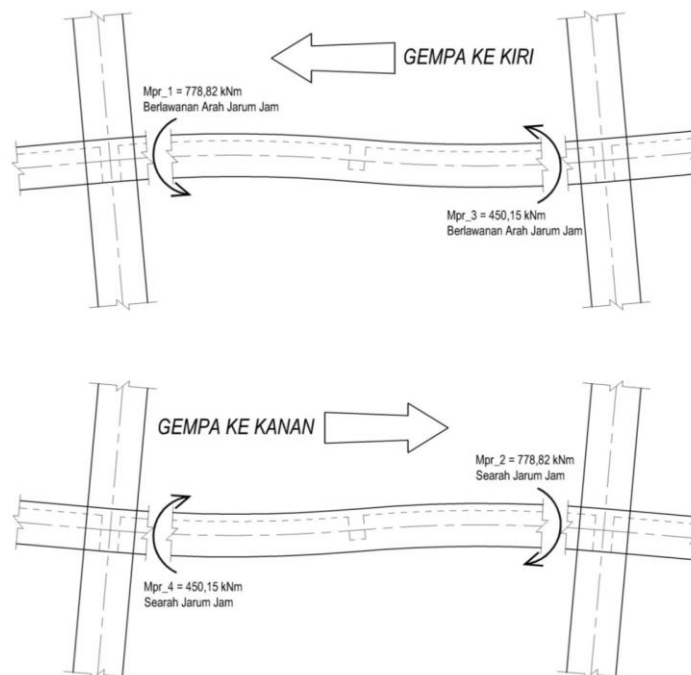 GEMPA KE KIRI
Mpr_1 = 778,82 kNm
Berlawanan Arah Jarum Jam
Mpr_3 = 450,15 kNm
Berlawanan Arah Jarum Jam
GEMPA KE KANAN
Mpr_2 = 778,82 kNm
Searah Jarum Jam
Mpr_4 = 450,15 kNm
Searah Jarum Jam